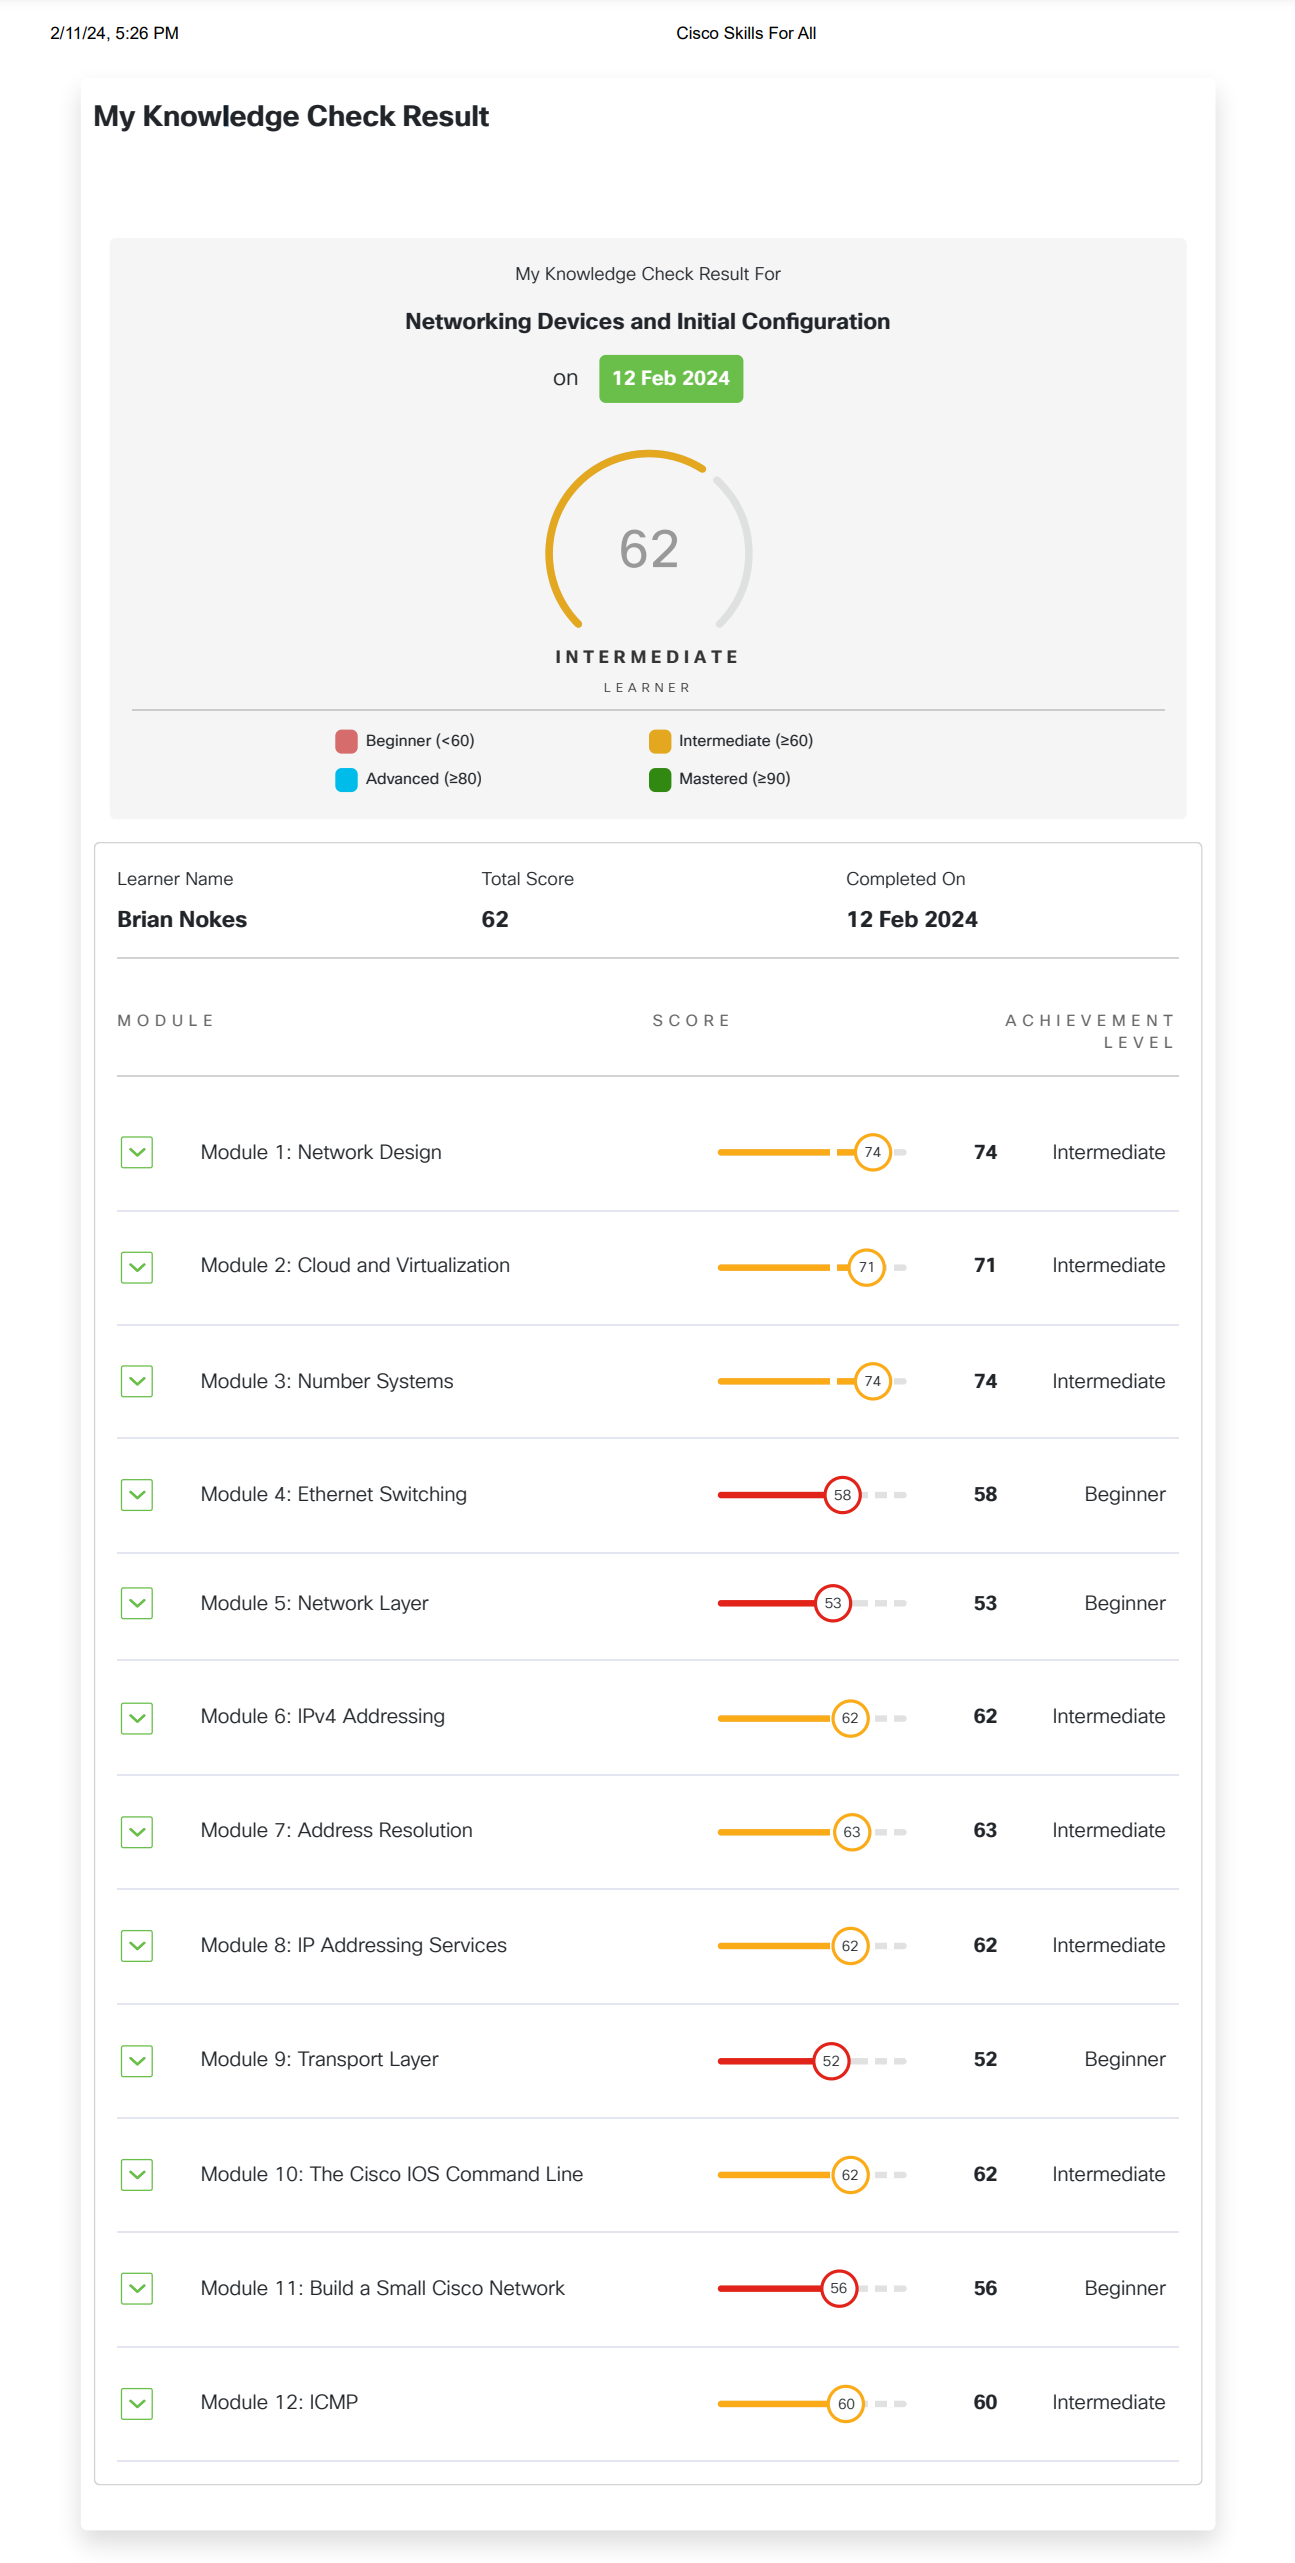 2/11/24, 5:26 PM
Cisco Skills For All
My Knowledge Check Result
My Knowledge Check Result For
Networking Devices and Initial Configuration
on 12 Feb 2024
62
INTERMEDIATE
LEARNER
Beginner (<60)
Intermediate (≥60)
Advanced (≥80)
Mastered (≥90)
Learner Name
Total Score
Completed On
Brian Nokes
62
12 Feb 2024
MODULE
SCORE
ACHIEVEMENT
LEVEL
Module 1: Network Design 74 74 Intermediate
Module 2: Cloud and Virtualization 71 71 Intermediate
Module 3: Number Systems 74 74 Intermediate
Module 4: Ethernet Switching 58 58 Beginner
Module 5: Network Layer 53 53 Beginner
Module 6: IPv4 Addressing 62 62 Intermediate
Module 7: Address Resolution 63 63 Intermediate
Module 8: IP Addressing Services 62 62 Intermediate
Module 9: Transport Layer 52 52 Beginner
Module 10: The Cisco IOS Command Line 62 62 Intermediate
Module 11: Build a Small Cisco Network 56 56 Beginner
Module 12: ICMP 60 60 Intermediate